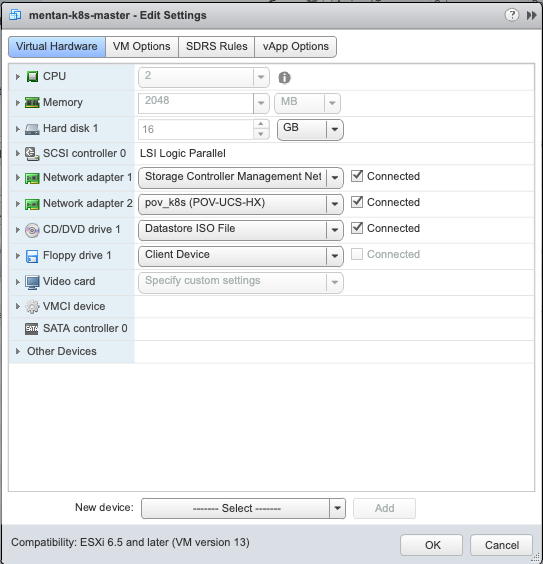 mentan-k8s-master - Edit Settings
Virtual Hardware VM Options SDRS Rules vApp Options
CPU 2
Memory 2048 MB
Hard disk 1 16 GB
SCSI controller 0 LSI Logic Parallel
Network adapter 1 Storage Controller Management Net Connected
Network adapter 2 pov_k8s (POV-UCS-HX) Connected
CD/DVD drive 1 Datastore ISO File Connected
Floppy drive 1 Client Device Connected
Video card Specify custom settings
VMCI device
SATA SATA controller 0
Other Devices
New device: ------- Select ------- Add
Compatibility: ESXi 6.5 and later (VM version 13) OK Cancel